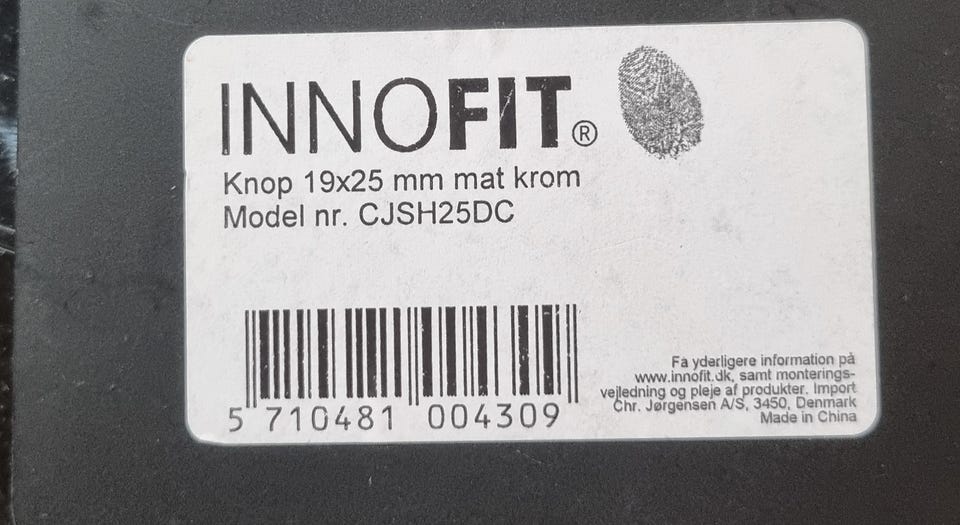 INNOFIT®
Knop 19x25 mm mat krom
Model nr. CJSH25DC
5 710481 004309
Fa yderligere information på
www.innofit.dk, samt monterings-
vejledning og pleje af produkter. Import
Chr. Jørgensen A/S, 3450, Denmark
Made in China